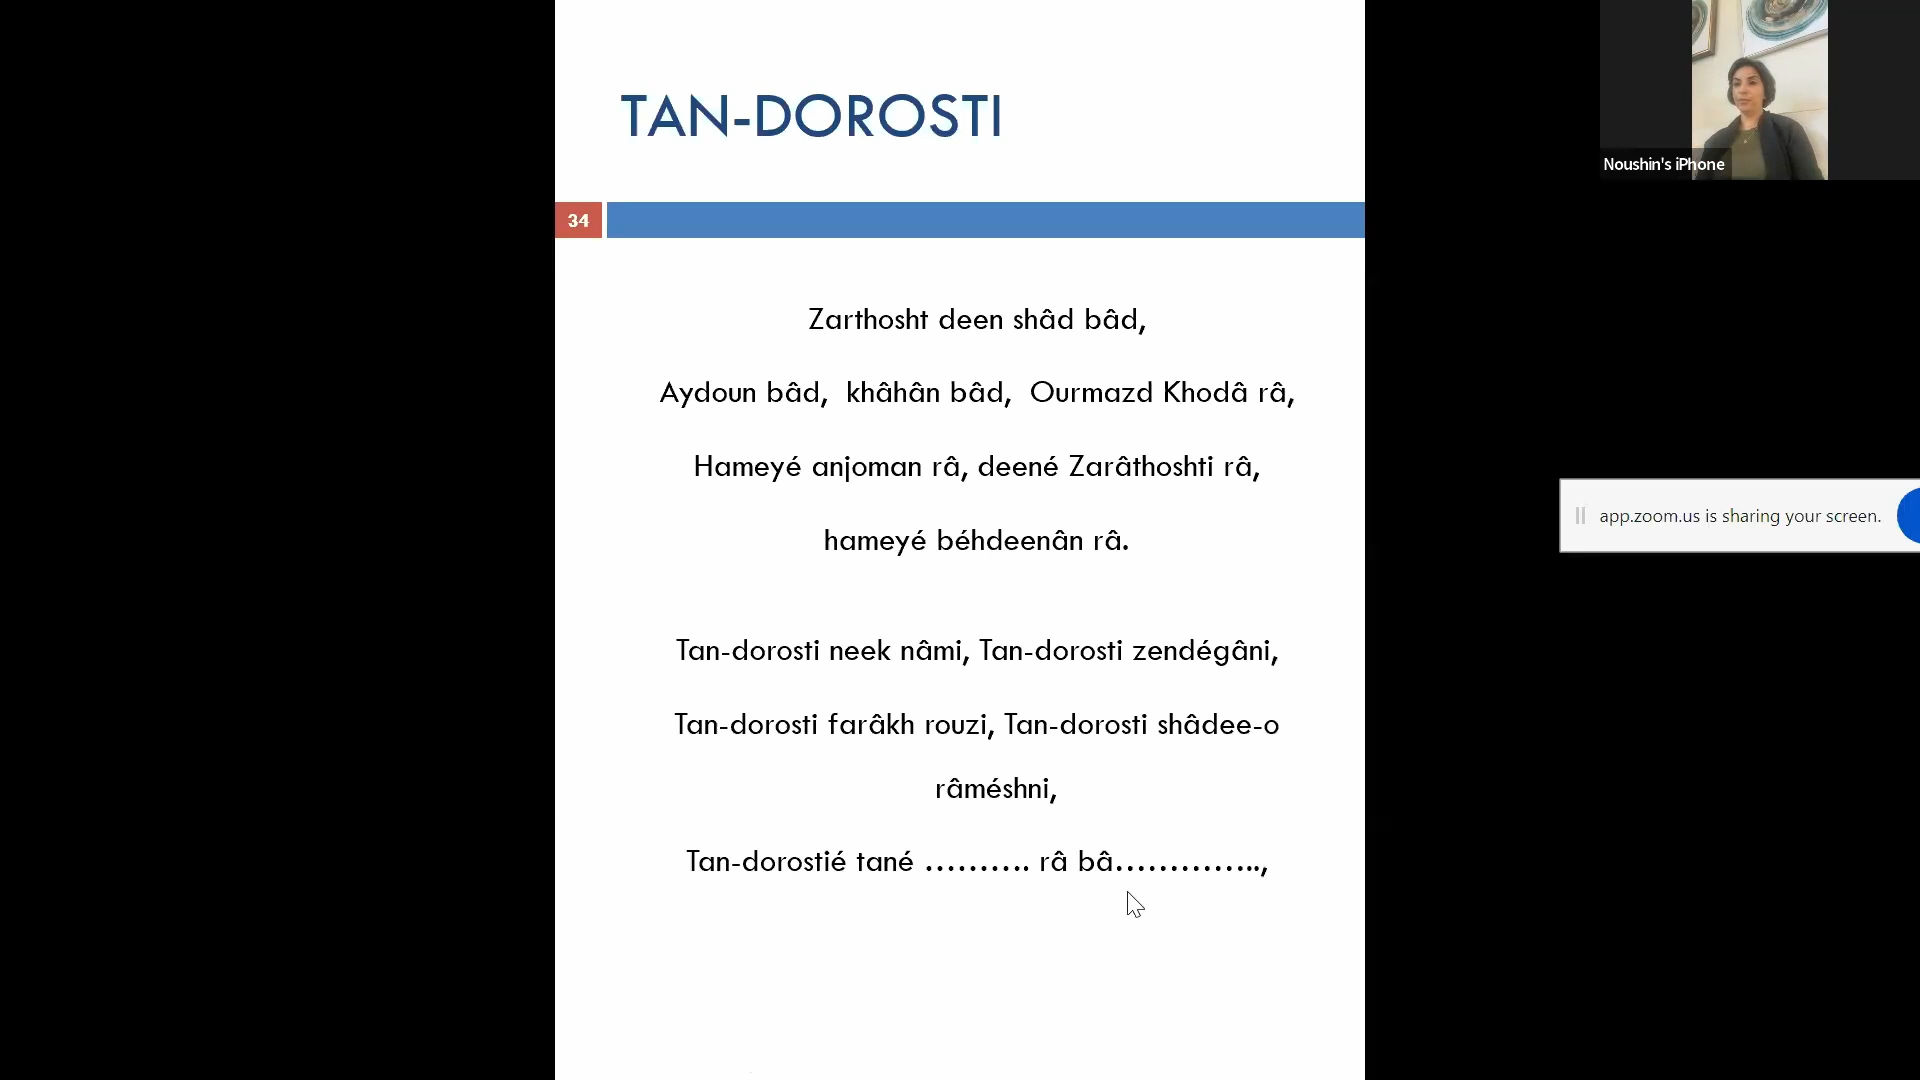 TAN-DOROSTI
34
Zarthosht deen shâd bâd,
Aydoun bâd, khâhân bâd, Ourmazd Khodâ râ,
Hameyé anjoman râ, deené Zarâthoshti râ,
hameyé béhdeenân râ.
Tan-dorosti neek nâmi, Tan-dorosti zendégâni,
Tan-dorosti farâkh rouzi, Tan-dorosti shâdee-o
râméshni,
Tan-dorostié tané ………. râ bâ…………..,
Noushin's iPhone
app.zoom.us is sharing your screen.